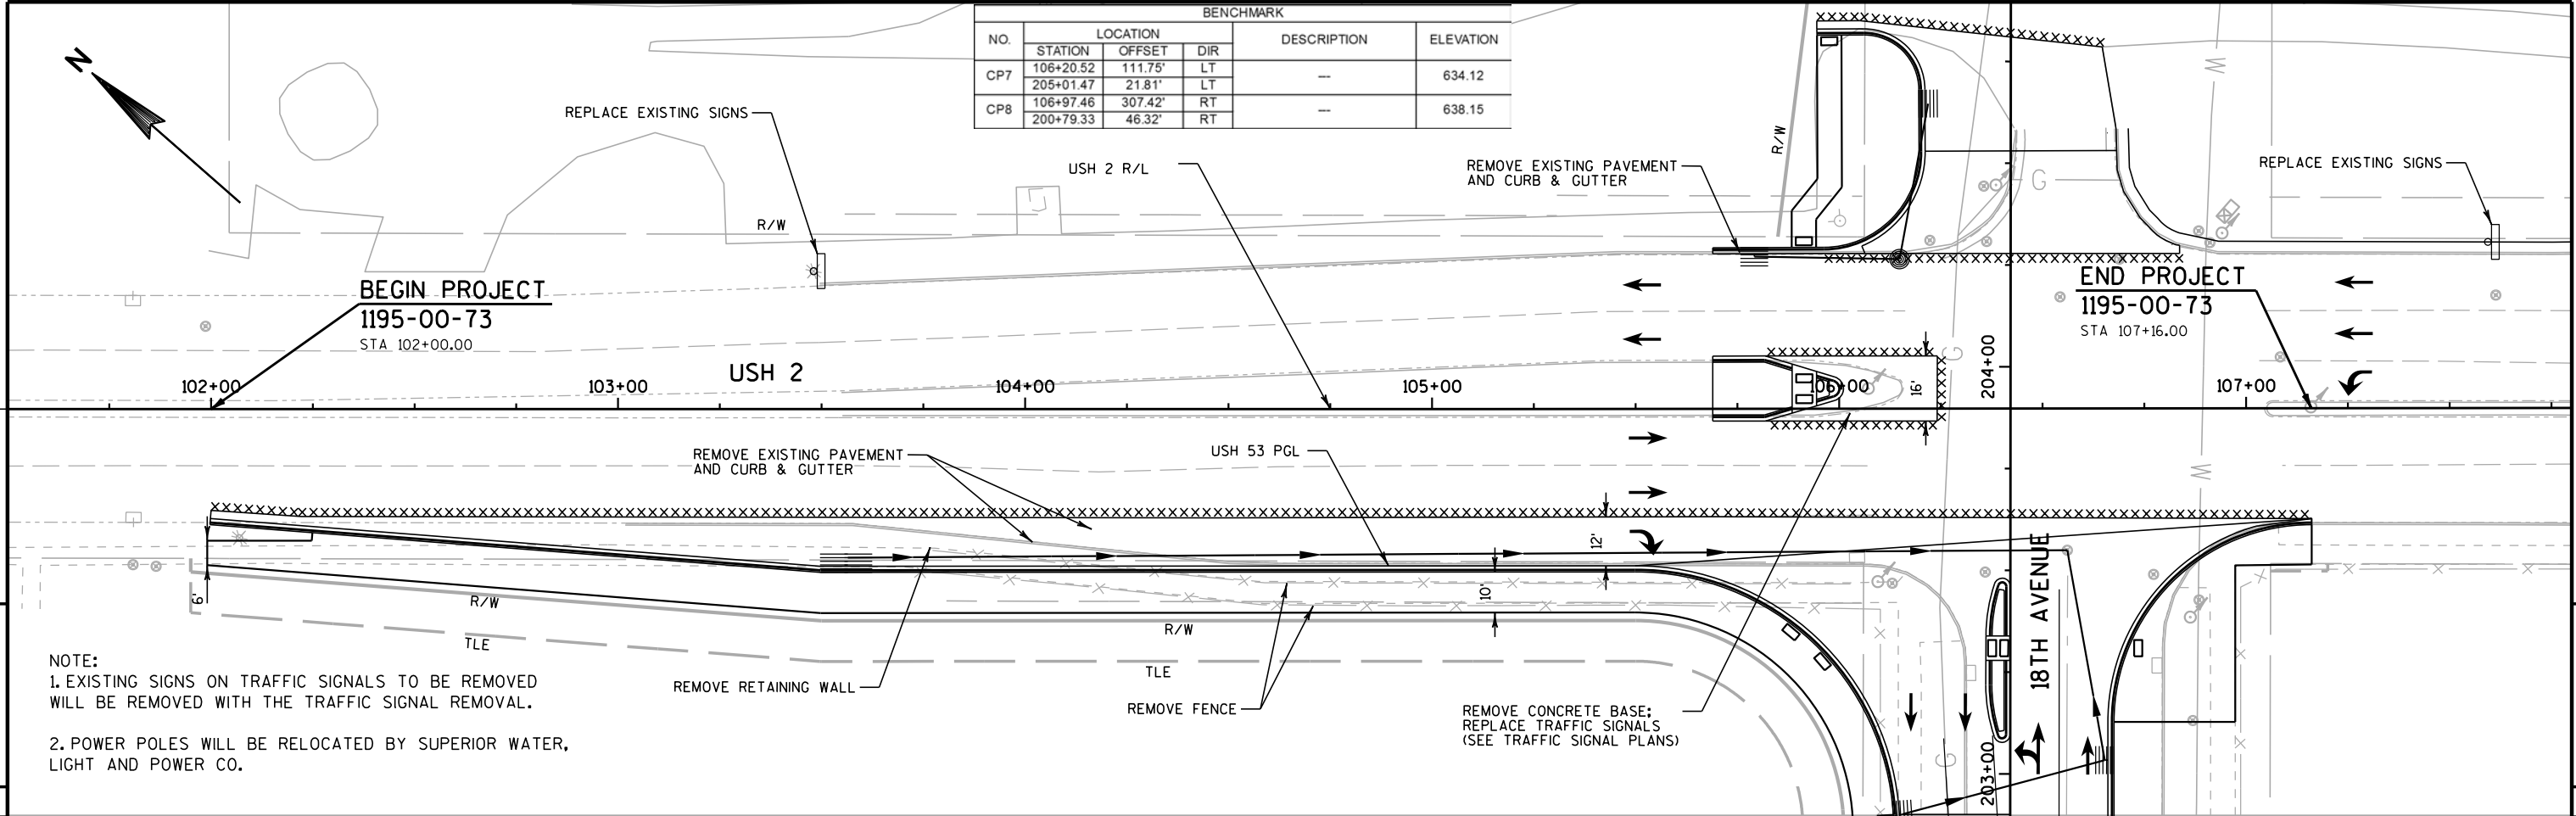 BENCHMARK
NO. LOCATION DESCRIPTION ELEVATION
STATION OFFSET DIR
CP7 106+20.52 111.75' LT --- 634.12
205+01.47 21.81' LT
CP8 106+97.46 307.42' RT --- 638.15
200+79.33 46.32' RT
N
REPLACE EXISTING SIGNS
USH 2 R/L
REMOVE EXISTING PAVEMENT
AND CURB & GUTTER
R/W
REPLACE EXISTING SIGNS
G
W
R/W
BEGIN PROJECT
1195-00-73
STA 102+00.00
END PROJECT
1195-00-73
STA 107+16.00
USH 2
102+00
103+00
104+00
105+00
106+00
107+00
16'
G
204+00
REMOVE EXISTING PAVEMENT
AND CURB & GUTTER
USH 53 PGL
W
12'
10'
6'
R/W
R/W
TLE
TLE
18TH AVENUE
NOTE:
1. EXISTING SIGNS ON TRAFFIC SIGNALS TO BE REMOVED
WILL BE REMOVED WITH THE TRAFFIC SIGNAL REMOVAL.
2. POWER POLES WILL BE RELOCATED BY SUPERIOR WATER,
LIGHT AND POWER CO.
REMOVE RETAINING WALL
REMOVE FENCE
REMOVE CONCRETE BASE;
REPLACE TRAFFIC SIGNALS
(SEE TRAFFIC SIGNAL PLANS)
G
203+00